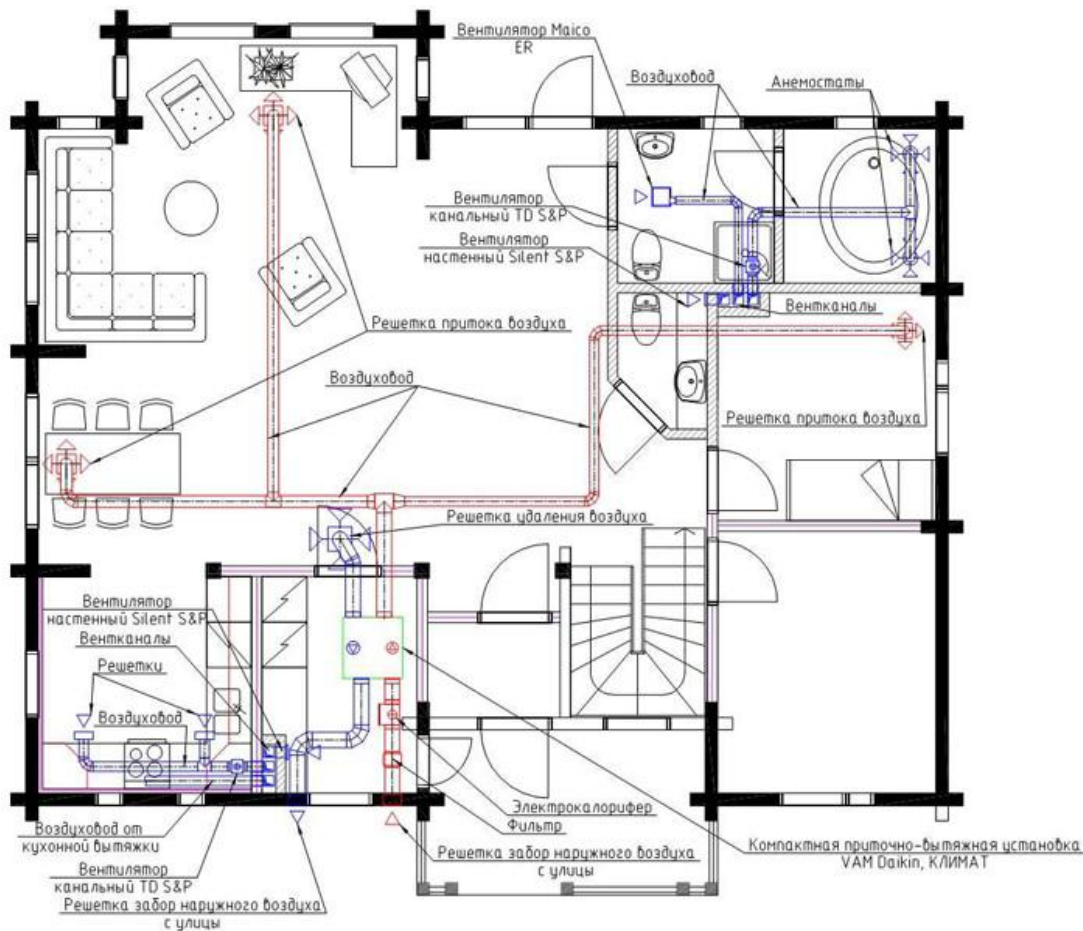 Вентилятор Maico
ER
Воздуховод
Анемостаты
Вентилятор
канальный TD S&P
Вентилятор
настенный Silent S&P
Вентканалы
Решетка притока воздуха
Воздуховод
Решетка притока воздуха
Решетка удаления воздуха
Вентилятор
настенный Silent S&P
Вентканалы
Решетки
Воздуховод
Электрокалорифер
Фильтр
Воздуховод от
кухонной вытяжки
Решетка забор наружного воздуха
с улицы
Компактная приточно-вытяжная установка
VAM Daikin, КЛИМАТ
Вентилятор
канальный TD S&P
Решетка забор наружного воздуха
с улицы